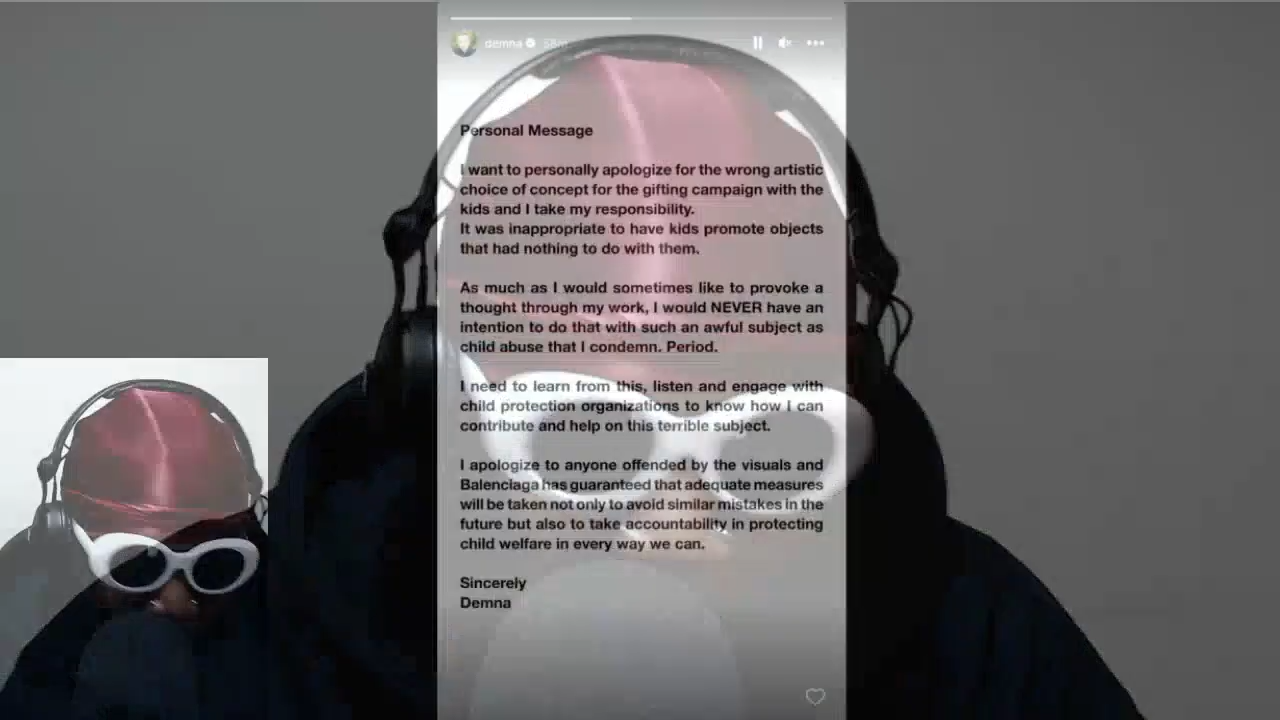 demna 58m
Personal Message
I want to personally apologize for the wrong artistic
choice of concept for the gifting campaign with the
kids and I take my responsibility.
It was inappropriate to have kids promote objects
that had nothing to do with them.
As much as I would sometimes like to provoke a
thought through my work, I would NEVER have an
intention to do that with such an awful subject as
child abuse that I condemn. Period.
I need to learn from this, listen and engage with
child protection organizations to know how I can
contribute and help on this terrible subject.
I apologize to anyone offended by the visuals and
Balenciaga has guaranteed that adequate measures
will be taken not only to avoid similar mistakes in the
future but also to take accountability in protecting
child welfare in every way we can.
Sincerely
Demna